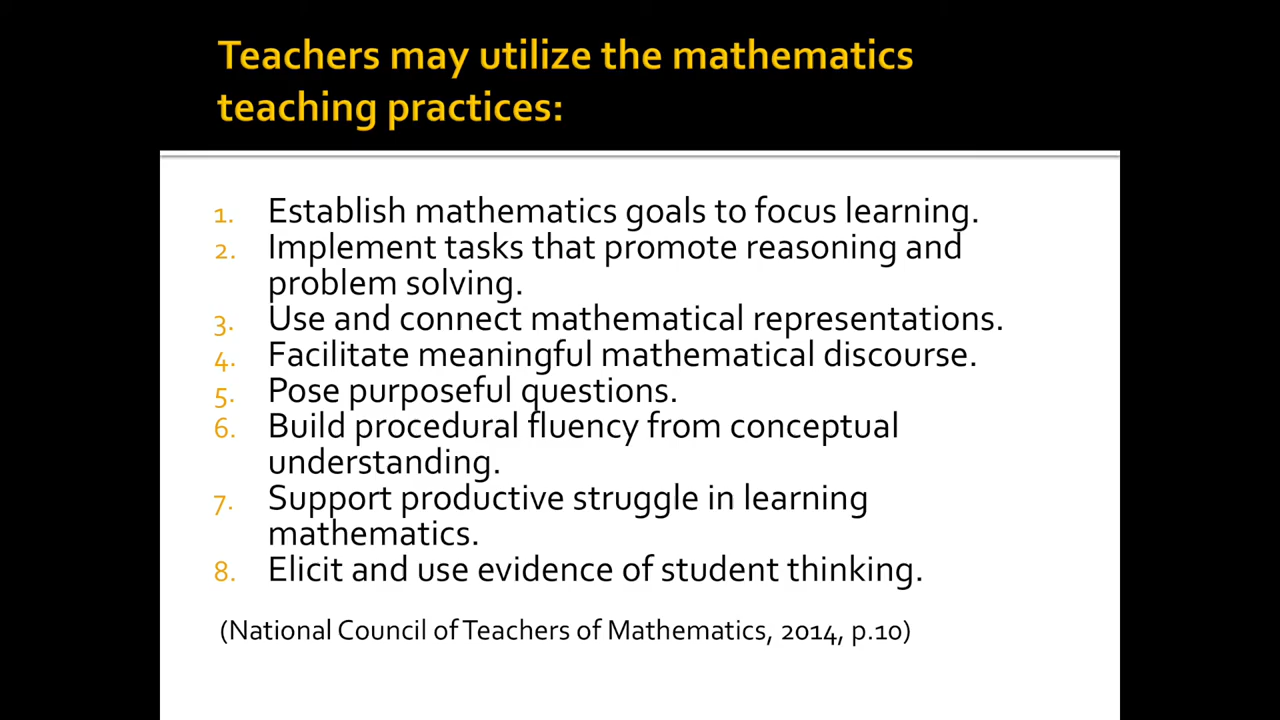 Teachers may utilize the mathematics
teaching practices:
1. Establish mathematics goals to focus learning.
2. Implement tasks that promote reasoning and
problem solving.
3. Use and connect mathematical representations.
4. Facilitate meaningful mathematical discourse.
5. Pose purposeful questions.
6. Build procedural fluency from conceptual
understanding.
7. Support productive struggle in learning
mathematics.
8. Elicit and use evidence of student thinking.
(National Council of Teachers of Mathematics, 2014, p.10)